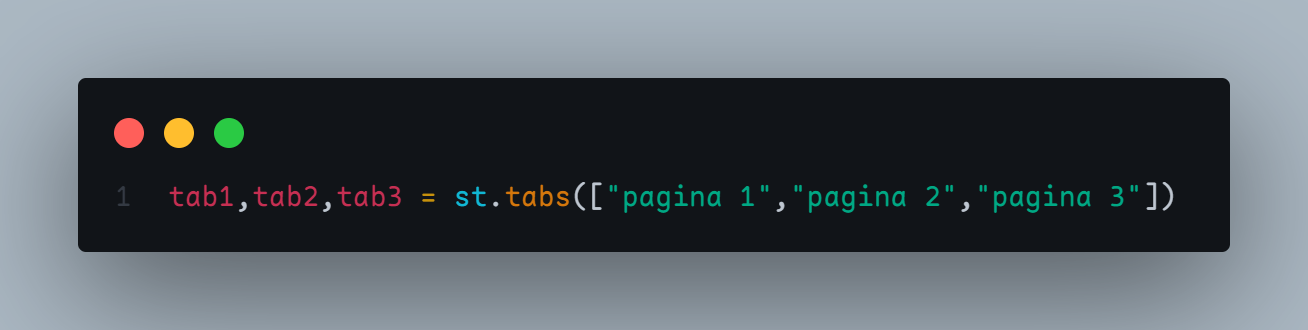 1 tab1,tab2,tab3 = st.tabs(["pagina 1","pagina 2","pagina 3"])